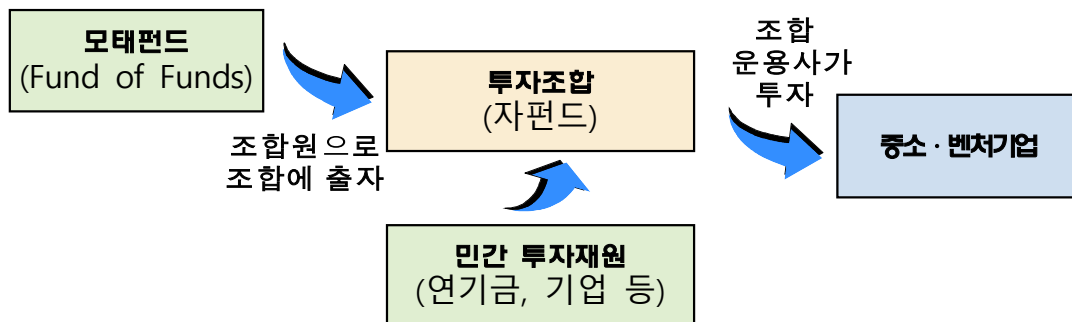 모태펀드
(Fund of Funds)
조합원으로
조합에 출자
투자조합
(자펀드)
민간 투자재원
(연기금, 기업 등)
조합
운용사가
투자
중소·벤처기업